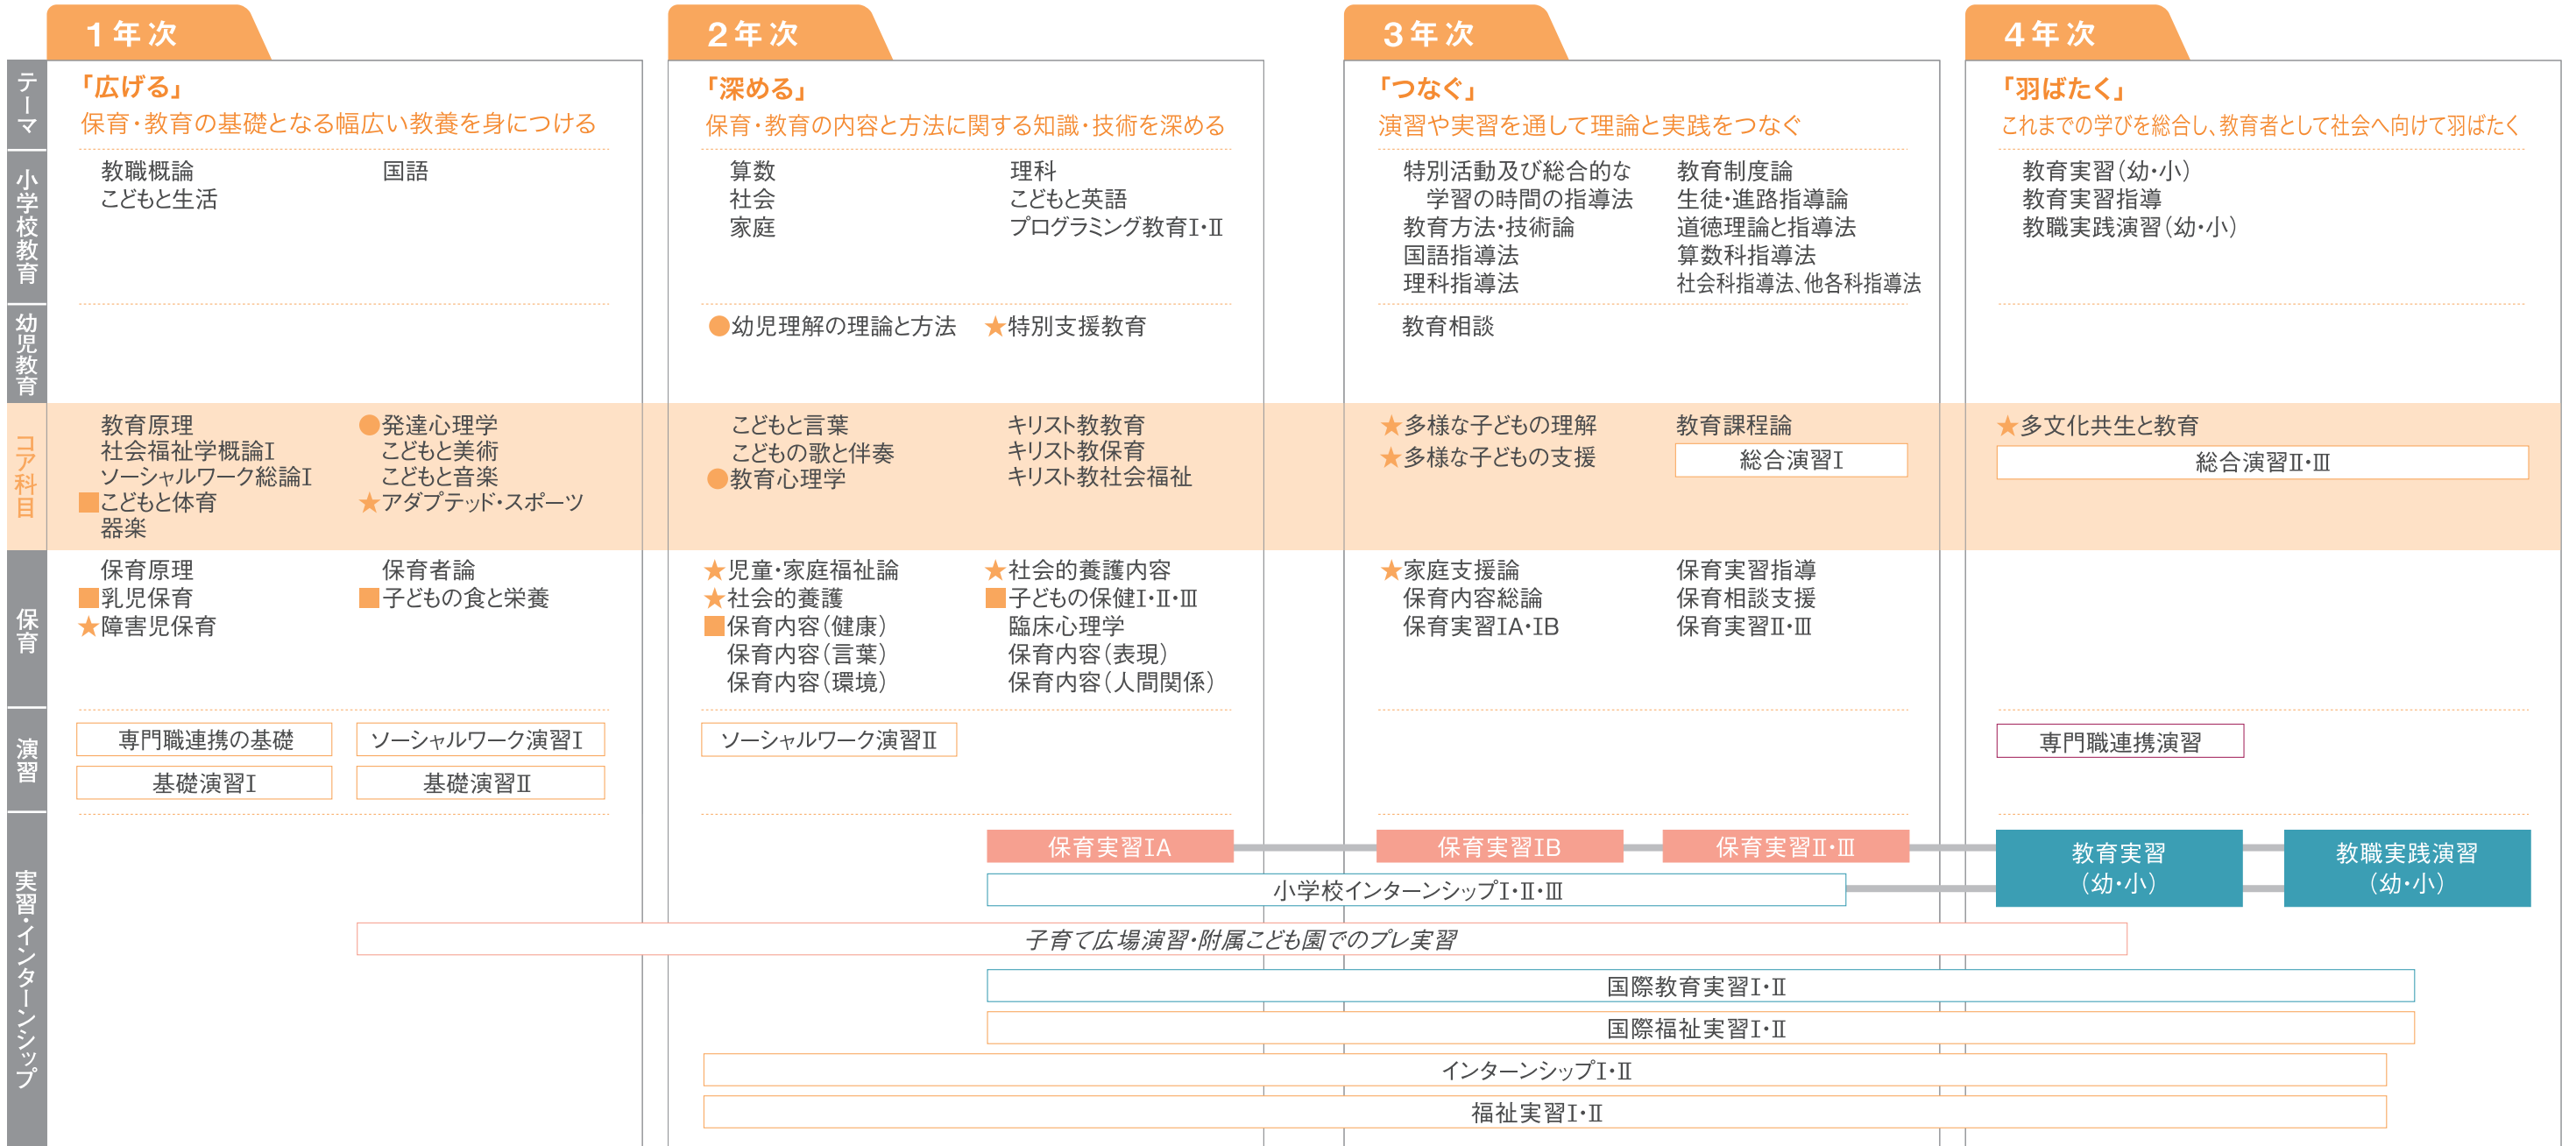 1年次
2年次
3年次
4年次
テーマ
「広げる」
保育・教育の基礎となる幅広い教養を身につける
「深める」
保育・教育の内容と方法に関する知識・技術を深める
「つなぐ」
演習や実習を通して理論と実践をつなぐ
「羽ばたく」
これまでの学びを総合し、教育者として社会へ向けて羽ばたく
小学校教育
教職概論
こどもと生活
国語
算数
社会
家庭
理科
こどもと英語
プログラミング教育Ⅰ・Ⅱ
特別活動及び総合的な
学習の時間の指導法
教育方法・技術論
国語指導法
理科指導法
教育制度論
生徒・進路指導論
道徳理論と指導法
算数科指導法
社会科指導法、他各科指導法
教育実習(幼・小)
教育実習指導
教職実践演習(幼・小)
幼児教育
●幼児理解の理論と方法
★特別支援教育
教育相談
コア科目
教育原理
社会福祉学概論Ⅰ
ソーシャルワーク総論Ⅰ
■こどもと体育
器楽
●発達心理学
こどもと美術
こどもと音楽
★アダプテッド・スポーツ
こどもと言葉
こどもの歌と伴奏
●教育心理学
キリスト教教育
キリスト教保育
キリスト教社会福祉
★多様な子どもの理解
★多様な子どもの支援
教育課程論
総合演習Ⅰ
★多文化共生と教育
総合演習Ⅱ・Ⅲ
保育
保育原理
■乳児保育
★障害児保育
保育者論
■子どもの食と栄養
★児童・家庭福祉論
★社会的養護
■保育内容(健康)
保育内容(言葉)
保育内容(環境)
★社会的養護内容
■子どもの保健Ⅰ・Ⅱ・Ⅲ
臨床心理学
保育内容(表現)
保育内容(人間関係)
★家庭支援論
保育内容総論
保育実習ⅠA・ⅠB
保育実習指導
保育相談支援
保育実習Ⅱ・Ⅲ
演習
専門職連携の基礎
ソーシャルワーク演習Ⅰ
基礎演習Ⅰ
基礎演習Ⅱ
ソーシャルワーク演習Ⅱ
専門職連携演習
実習・インターンシップ
保育実習ⅠA
保育実習ⅠB
保育実習Ⅱ・Ⅲ
教育実習
(幼・小)
教職実践演習
(幼・小)
小学校インターンシップⅠ・Ⅱ・Ⅲ
子育て広場演習・附属こども園でのプレ実習
国際教育実習Ⅰ・Ⅱ
国際福祉実習Ⅰ・Ⅱ
インターンシップⅠ・Ⅱ
福祉実習Ⅰ・Ⅱ